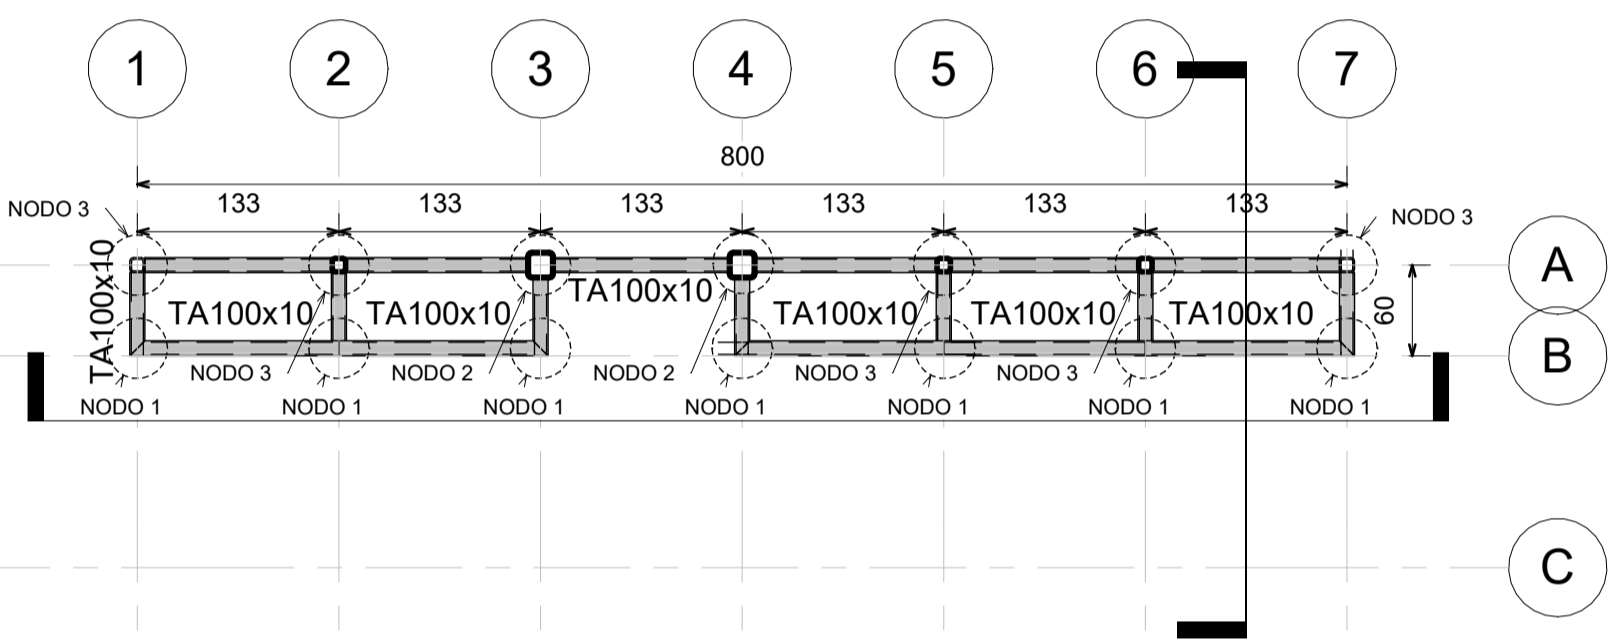 1 2 3 4 5 6 7
800
133 133 133 133 133 133
NODO 3 NODO 3
A
TA100x10
TA100x10
TA100x10 TA100x10 TA100x10 TA100x10 TA100x10
60
B
NODO 3 NODO 2 NODO 2 NODO 3 NODO 3
NODO 1 NODO 1 NODO 1 NODO 1 NODO 1 NODO 1 NODO 1
C